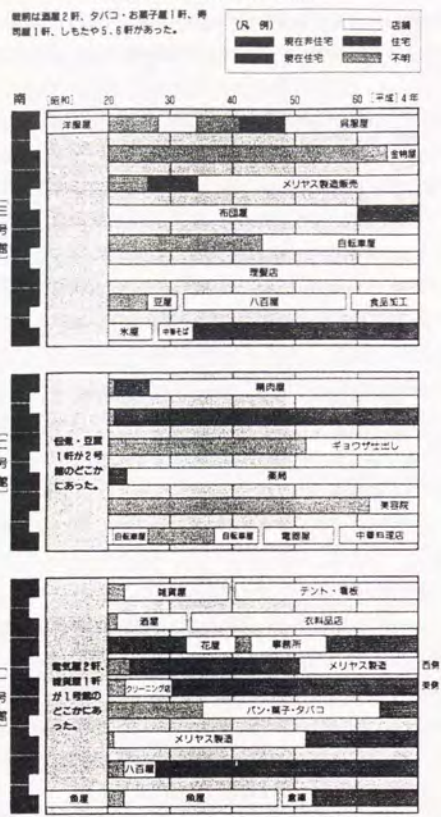 戦前は酒屋2軒、タバコ・お菓子屋1軒、寿
司屋1軒、しもたや5、6軒があった。
(凡 例)
店舗
現在非住宅
住宅
現在住宅
不明
南
[昭和]
20
30
40
50
60 [平成] 4年
三号館
洋服屋
呉服屋
金物屋
メリヤス製造販売
布団屋
自転車屋
理髪店
豆屋
八百屋
食品加工
氷屋
中華そば
二号館
佃煮・豆腐
1軒が2号
館のどこか
にあった。
精肉屋
ギョウザ仕出し
薬局
美容院
自転車屋
自転車屋
電器屋
中華料理店
一号館
電気屋2軒、
雑貨屋1軒
が1号館の
どこかにあ
った。
雑貨屋
テント・看板
酒屋
衣料品店
花屋
事務所
メリヤス製造
西側
クリーニング店
東側
パン・菓子・タバコ
メリヤス製造
八百屋
魚屋
魚屋
倉庫